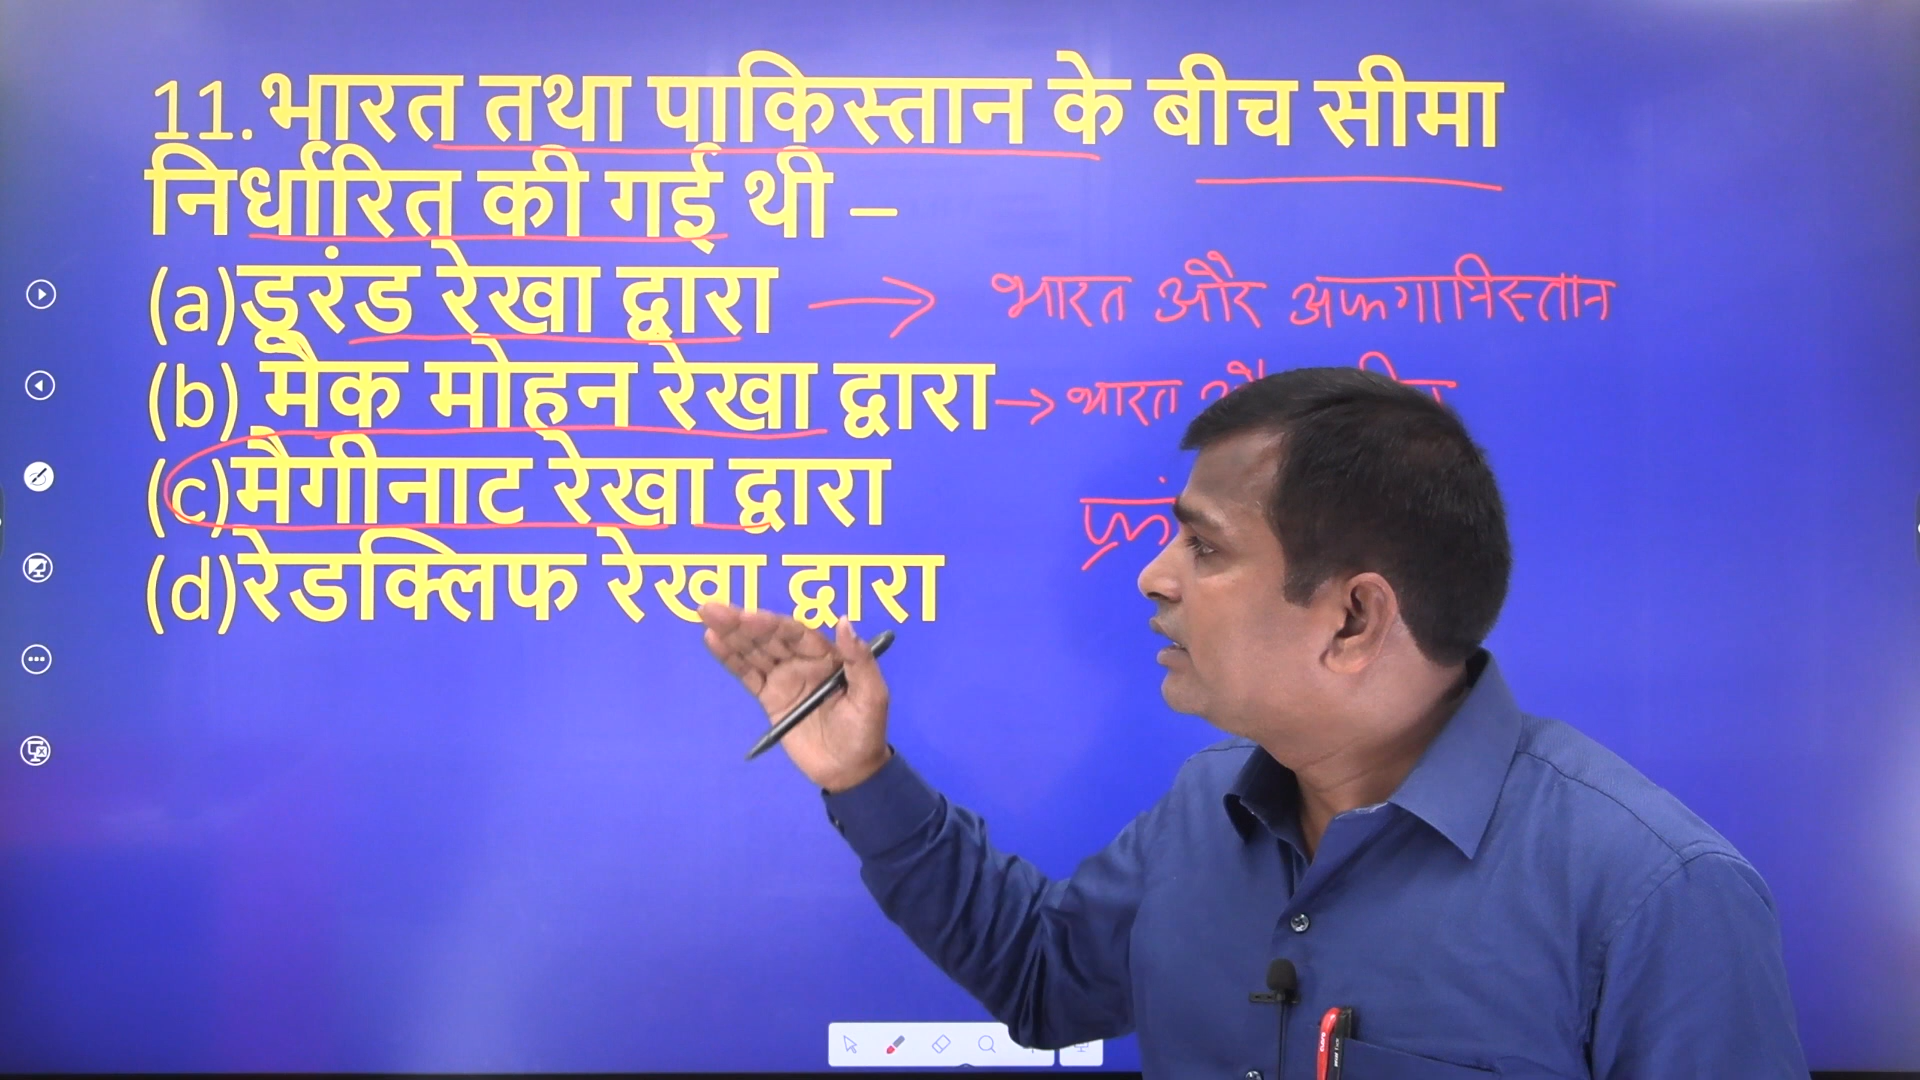 11.भारत तथा पाकिस्तान के बीच सीमा
निर्धारित की गई थी –
(a)डूरंड रेखा द्वारा → भारत और अफगानिस्तान
(b) मैक मोहन रेखा द्वारा → भारत
(c)मैगीनाट रेखा द्वारा
(d)रेडक्लिफ रेखा द्वारा